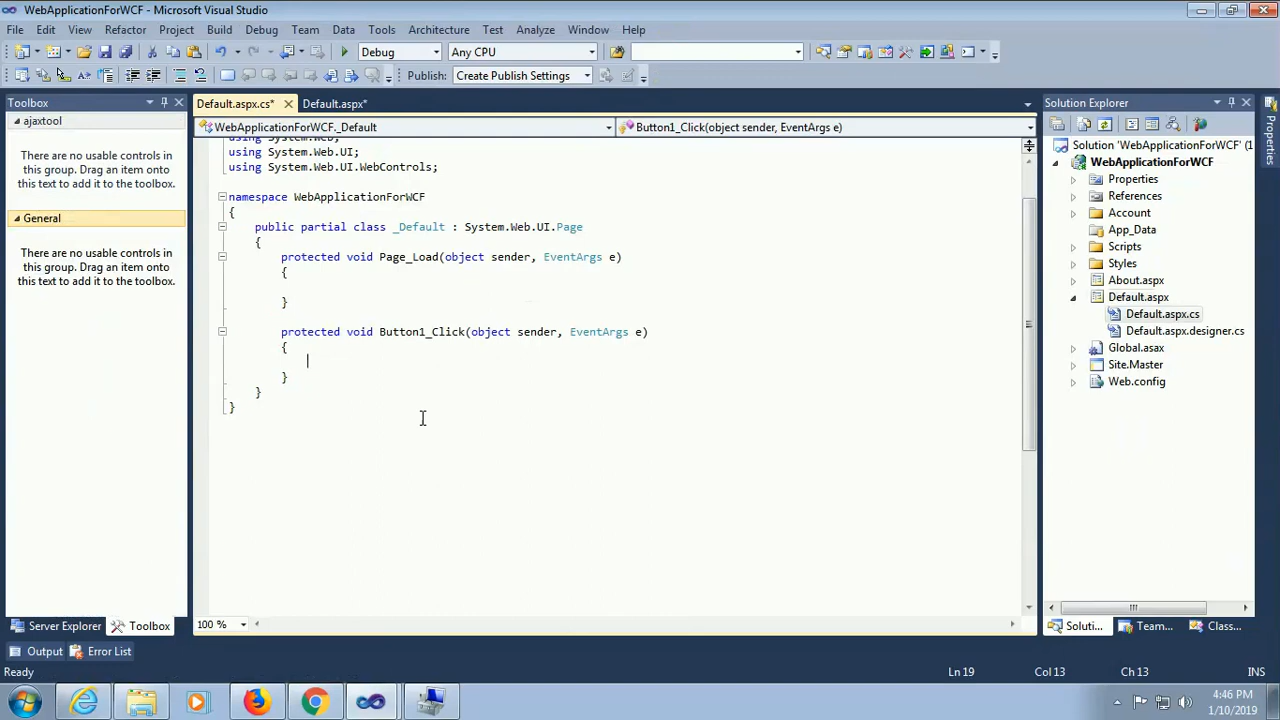 WebApplicationForWCF - Microsoft Visual Studio
File Edit View Refactor Project Build Debug Team Data Tools Architecture Test Analyze Window Help
Debug Any CPU
Publish: Create Publish Settings
Toolbox
ajaxtool
There are no usable controls in
this group. Drag an item onto
this text to add it to the toolbox.
General
There are no usable controls in
this group. Drag an item onto
this text to add it to the toolbox.
Server Explorer Toolbox
Default.aspx.cs* Default.aspx*
WebApplicationForWCF._Default Button1_Click(object sender, EventArgs e)
using System.Web;
using System.Web.UI;
using System.Web.UI.WebControls;
namespace WebApplicationForWCF
{
public partial class _Default : System.Web.UI.Page
{
protected void Page_Load(object sender, EventArgs e)
{
}
protected void Button1_Click(object sender, EventArgs e)
{
}
}
}
100 %
Solution Explorer
Solution 'WebApplicationForWCF' (1
WebApplicationForWCF
Properties
References
Account
App_Data
Scripts
Styles
About.aspx
Default.aspx
Default.aspx.cs
Default.aspx.designer.cs
Global.asax
Site.Master
Web.config
Soluti... Team... Class...
Properties
Output Error List
Ready Ln 19 Col 13 Ch 13 INS
4:46 PM
1/10/2019